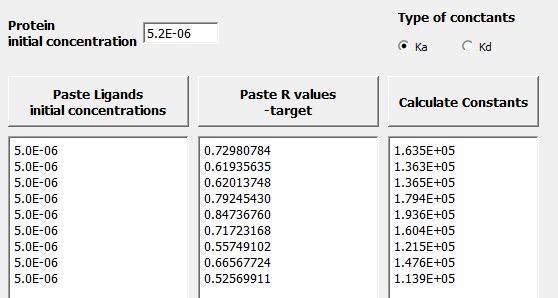 Protein
initial concentration
5.2E-06
Type of conctants
Ka
Kd
Paste Ligands
initial concentrations
Paste R values
-target
Calculate Constants
5.0E-06
5.0E-06
5.0E-06
5.0E-06
5.0E-06
5.0E-06
5.0E-06
5.0E-06
5.0E-06
0.72980784
0.61935635
0.62013748
0.79245430
0.84736760
0.71723168
0.55749102
0.66567724
0.52569911
1.635E+05
1.363E+05
1.365E+05
1.794E+05
1.936E+05
1.604E+05
1.215E+05
1.476E+05
1.139E+05